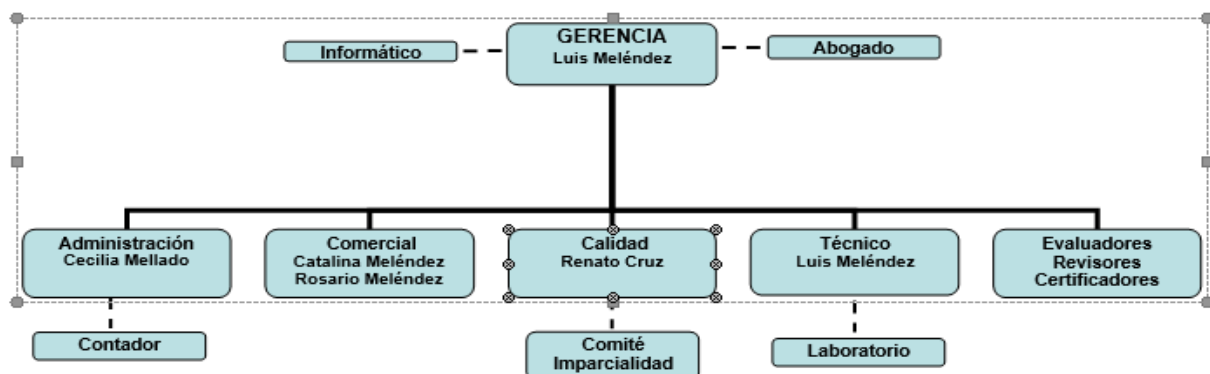 GERENCIA
Luis Meléndez
Informático
Abogado
Administración
Cecilia Mellado
Comercial
Catalina Meléndez
Rosario Meléndez
Calidad
Renato Cruz
Técnico
Luis Meléndez
Evaluadores
Revisores
Certificadores
Contador
Comité
Imparcialidad
Laboratorio